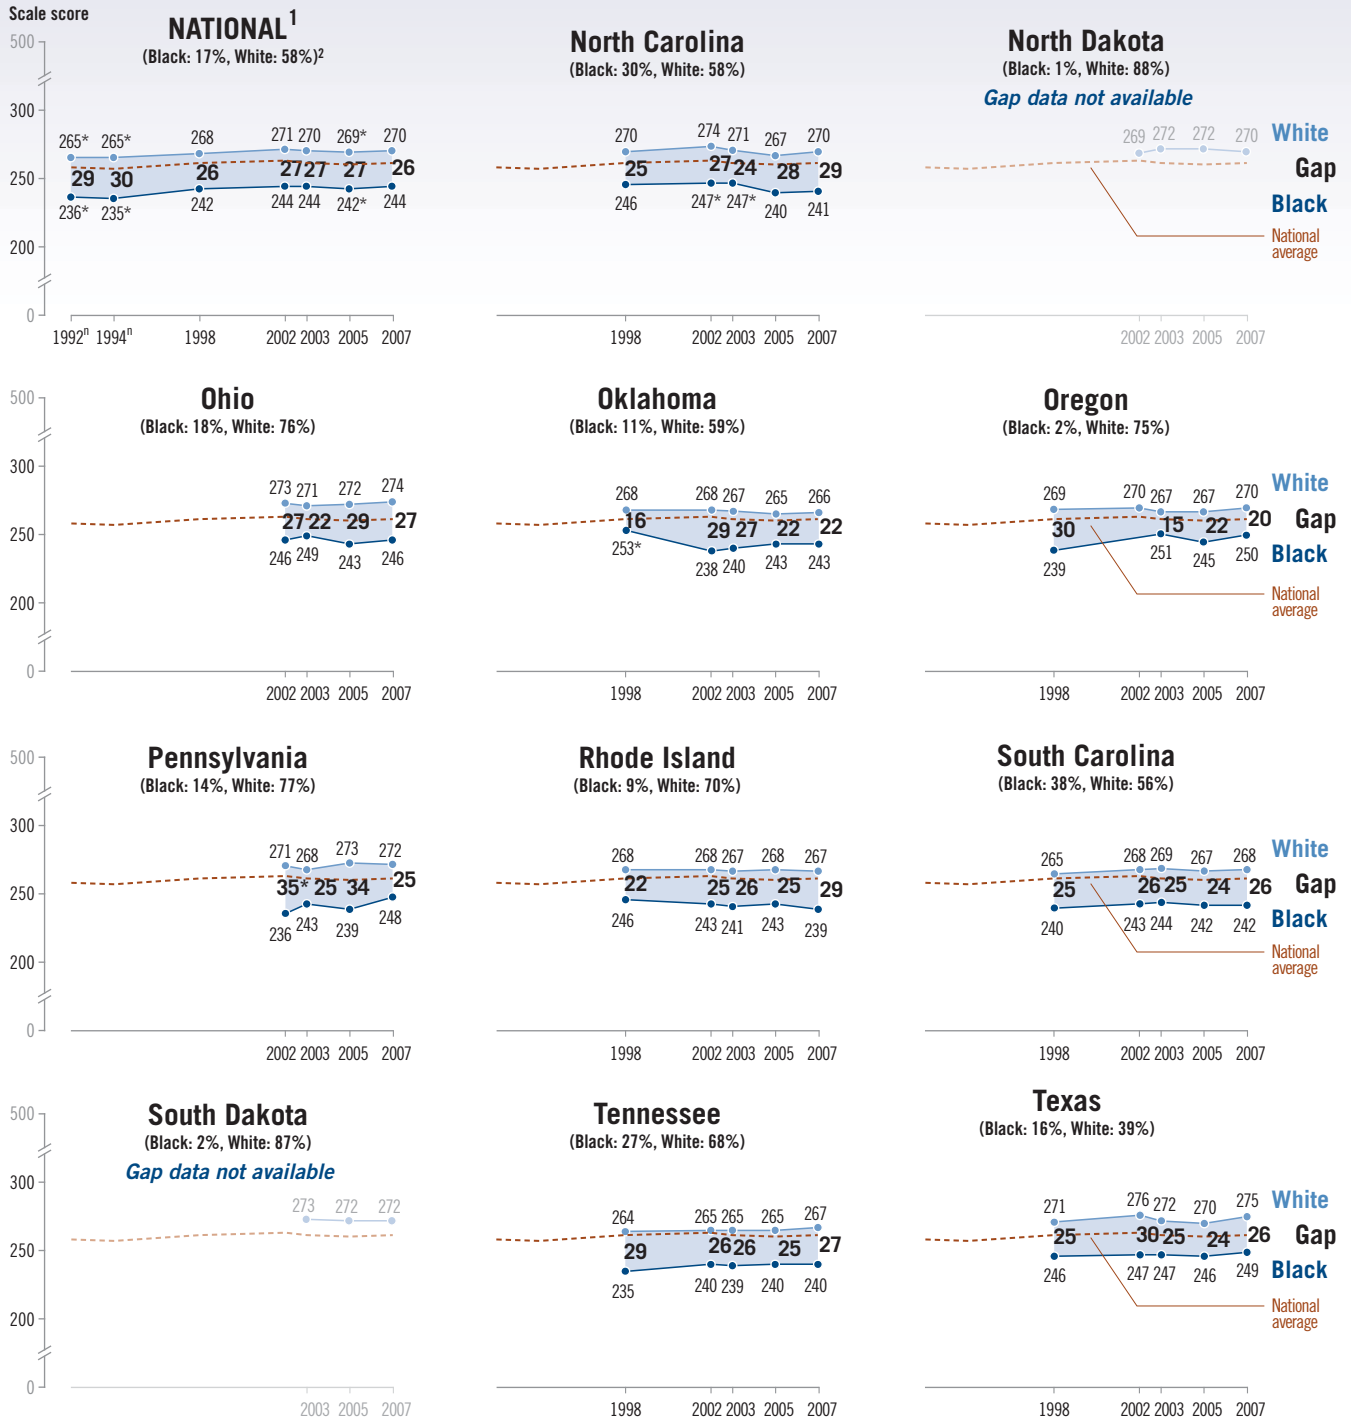 Scale score
NATIONAL1
(Black: 17%, White: 58%)2
500
300
250
200
0
265* 265* 268 271 270 269* 270
29 30 26 27 27 27 26
236* 235* 242 244 244 242* 244
1992n 1994n 1998 2002 2003 2005 2007
North Carolina
(Black: 30%, White: 58%)
270 274 271 267 270
25 27 24 28 29
246 247* 247* 240 241
1998 2002 2003 2005 2007
North Dakota
(Black: 1%, White: 88%)
Gap data not available
269 272 272 270
White
Gap
Black
National
average
2002 2003 2005 2007
500
300
250
200
0
Ohio
(Black: 18%, White: 76%)
273 271 272 274
27 22 29 27
246 249 243 246
2002 2003 2005 2007
Oklahoma
(Black: 11%, White: 59%)
268 268 267 265 266
16 29 27 22 22
253* 238 240 243 243
1998 2002 2003 2005 2007
Oregon
(Black: 2%, White: 75%)
269 270 267 267 270
30 15 22 20
239 251 245 250
White
Gap
Black
National
average
1998 2002 2003 2005 2007
500
300
250
200
0
Pennsylvania
(Black: 14%, White: 77%)
271 268 273 272
35* 25 34 25
236 243 239 248
2002 2003 2005 2007
Rhode Island
(Black: 9%, White: 70%)
268 268 267 268 267
22 25 26 25 29
246 243 241 243 239
1998 2002 2003 2005 2007
South Carolina
(Black: 38%, White: 56%)
265 268 269 267 268
25 26 25 24 26
240 243 244 242 242
White
Gap
Black
National
average
1998 2002 2003 2005 2007
500
300
250
200
0
South Dakota
(Black: 2%, White: 87%)
Gap data not available
273 272 272
2003 2005 2007
Tennessee
(Black: 27%, White: 68%)
264 265 265 265 267
29 26 26 25 27
235 240 239 240 240
1998 2002 2003 2005 2007
Texas
(Black: 16%, White: 39%)
271 276 272 270 275
25 30 25 24 26
246 247 247 246 249
White
Gap
Black
National
average
1998 2002 2003 2005 2007